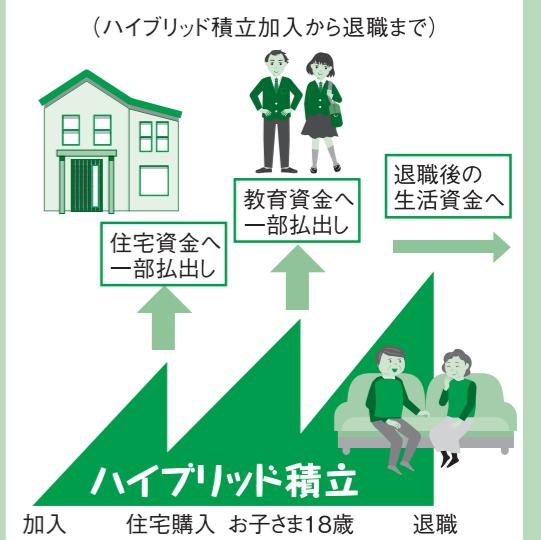 （ハイブリッド積立加入から退職まで）
退職後の
生活資金へ
教育資金へ
一部払出し
住宅資金へ
一部払出し
ハイブリッド積立
加入
住宅購入
お子さま18歳
退職